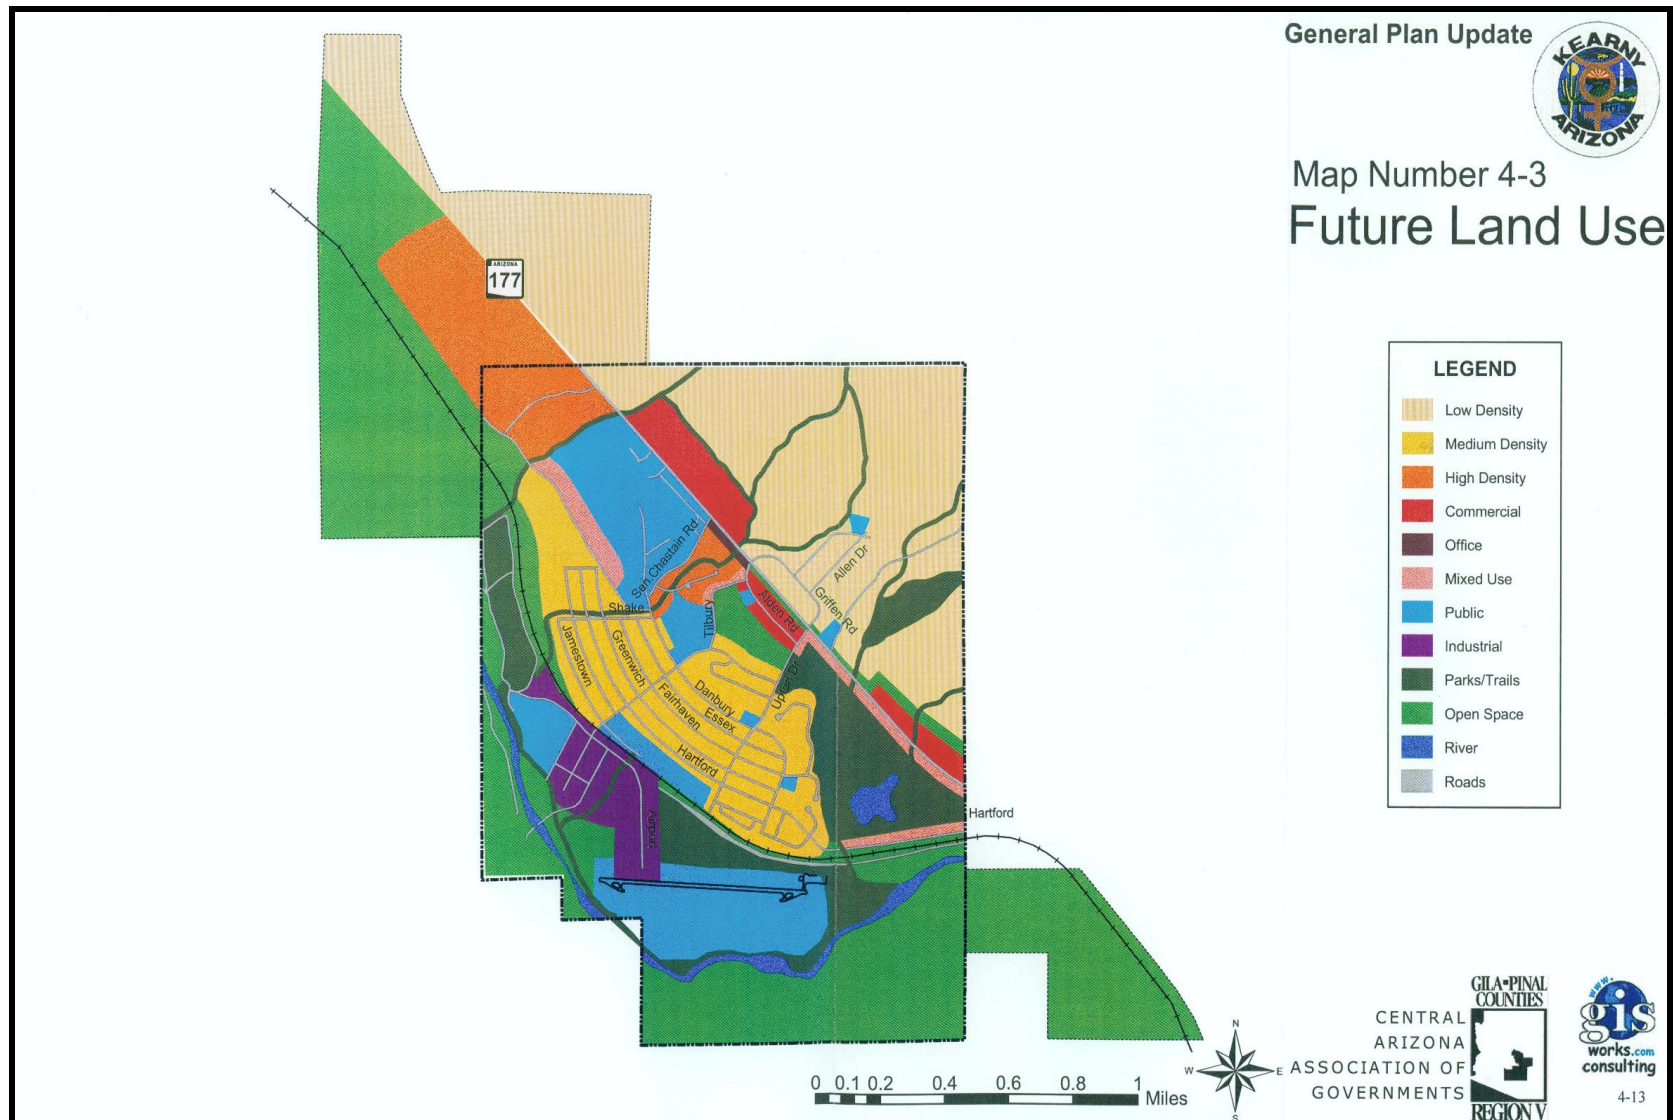 General Plan Update
KEARNY
ARIZONA
Map Number 4-3
Future Land Use
ARIZONA
177
LEGEND
Low Density
Medium Density
High Density
Commercial
Office
Mixed Use
Public
Industrial
Parks/Trails
Open Space
River
Roads
Sen.Chastain Rd
Allen Dr
Griffen Rd
Alden Rd
Shake
Tilbury
Jamestown
Greenwich
Upton Dr
Danbury
Essex
Fairhaven
Hartford
Airport
Hartford
GILA-PINAL
COUNTIES
CENTRAL
ARIZONA
ASSOCIATION OF
GOVERNMENTS
REGION V
www.
gis
works.com
consulting
4-13
N
W
E
S
0 0.1 0.2 0.4 0.6 0.8 1
Miles